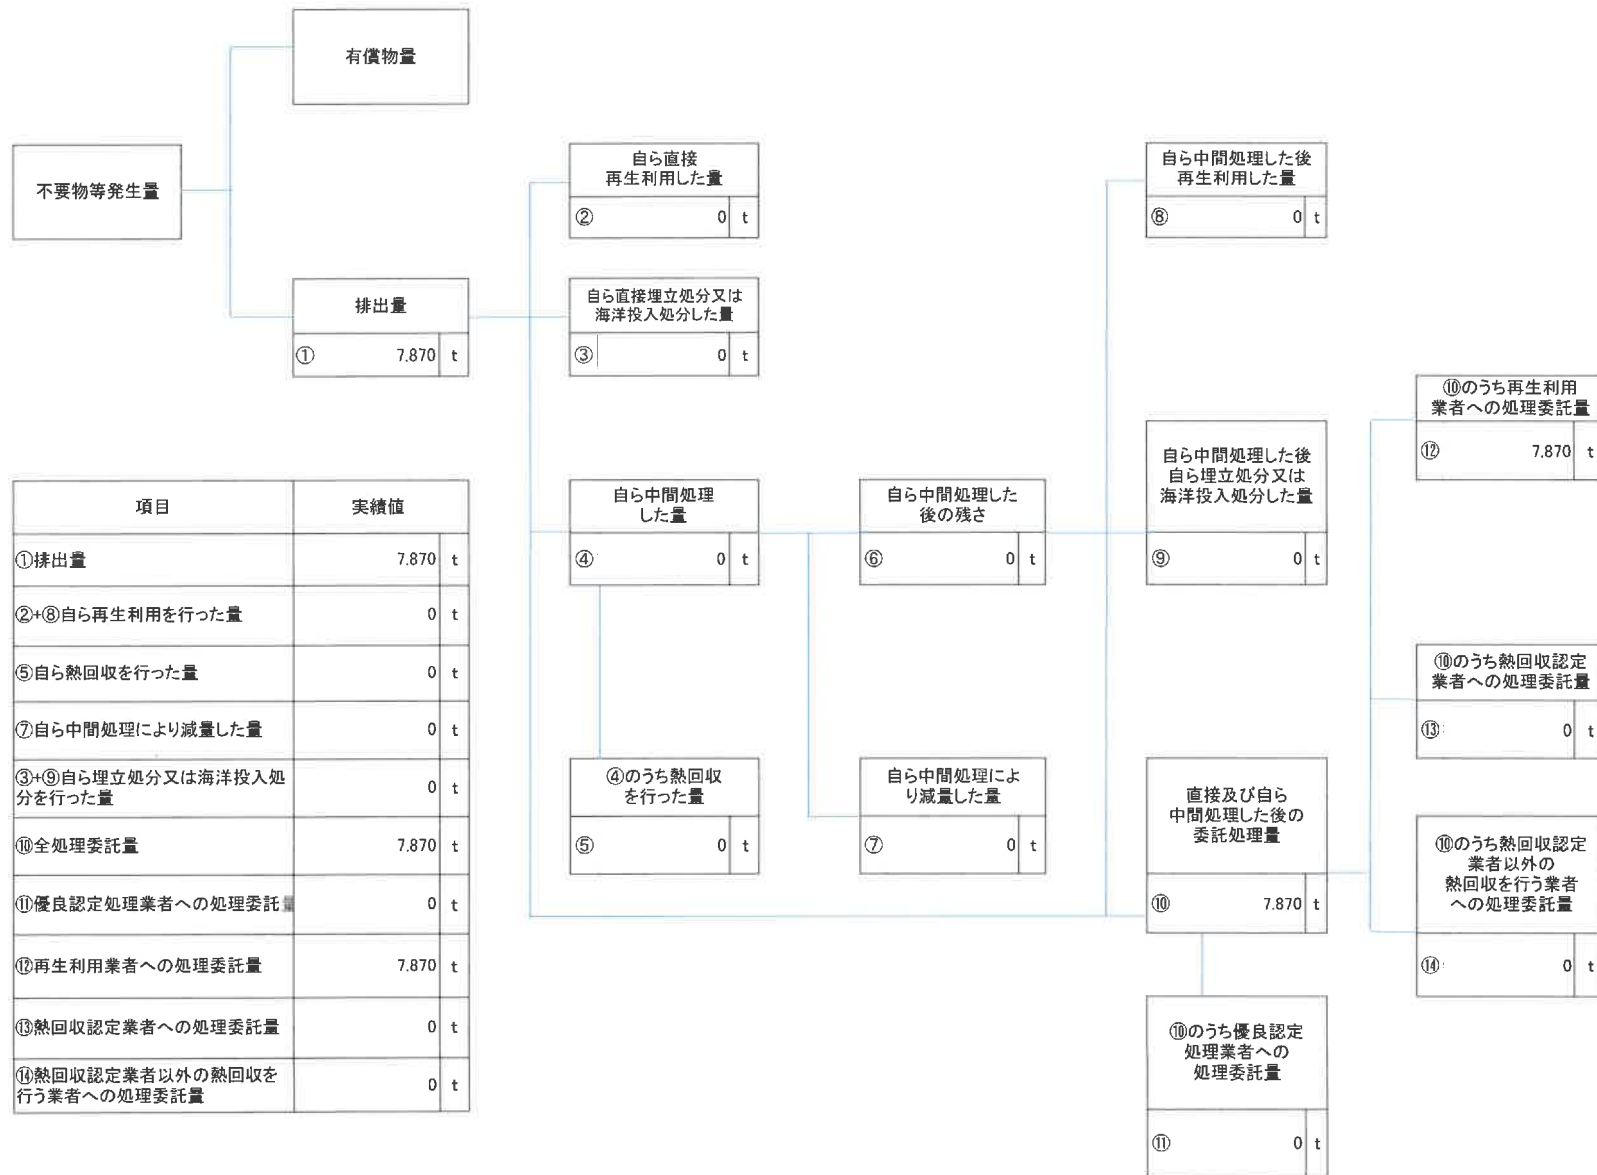 有償物量
不要物等発生量
排出量
① 7.870 t
自ら直接
再生利用した量
② 0 t
自ら直接埋立処分又は
海洋投入処分した量
③ 0 t
自ら中間処理
した量
④ 0 t
④のうち熱回収
を行った量
⑤ 0 t
自ら中間処理した
後の残さ
⑥ 0 t
自ら中間処理によ
り減量した量
⑦ 0 t
自ら中間処理した後
再生利用した量
⑧ 0 t
自ら中間処理した後
自ら埋立処分又は
海洋投入処分した量
⑨ 0 t
直接及び自ら
中間処理した後の
委託処理量
⑩ 7.870 t
⑩のうち優良認定
処理業者への
処理委託量
⑪ 0 t
⑩のうち再生利用
業者への処理委託量
⑫ 7.870 t
⑩のうち熱回収認定
業者への処理委託量
⑬ 0 t
⑩のうち熱回収認定
業者以外の
熱回収を行う業者
への処理委託量
⑭ 0 t
項目 実績値
①排出量 7.870 t
②+⑧自ら再生利用を行った量 0 t
⑤自ら熱回収を行った量 0 t
⑦自ら中間処理により減量した量 0 t
③+⑨自ら埋立処分又は海洋投入処
分を行った量 0 t
⑩全処理委託量 7.870 t
⑪優良認定処理業者への処理委託量 0 t
⑫再生利用業者への処理委託量 7.870 t
⑬熱回収認定業者への処理委託量 0 t
⑭熱回収認定業者以外の熱回収を
行う業者への処理委託量 0 t